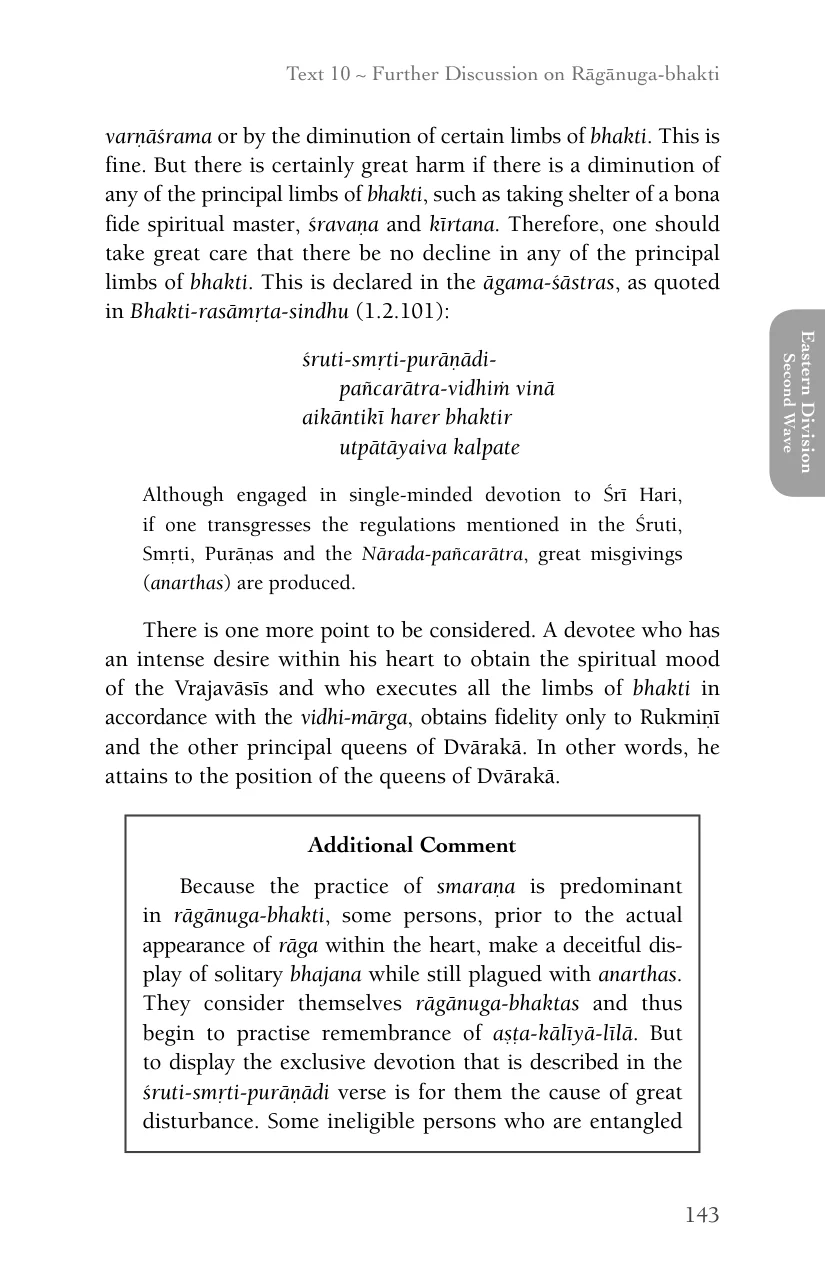 Text 10 ~ Further Discussion on Rāgānuga-bhakti
varṇāśrama or by the diminution of certain limbs of bhakti. This is
fine. But there is certainly great harm if there is a diminution of
any of the principal limbs of bhakti, such as taking shelter of a bona
fide spiritual master, śravaṇa and kīrtana. Therefore, one should
take great care that there be no decline in any of the principal
limbs of bhakti. This is declared in the āgama-śāstras, as quoted
in Bhakti-rasāmṛta-sindhu (1.2.101):
śruti-smṛti-purāṇādi-
pañcarātra-vidhiṁ vinā
aikāntikī harer bhaktir
utpātāyaiva kalpate
Although engaged in single-minded devotion to Śrī Hari,
if one transgresses the regulations mentioned in the Śruti,
Smṛti, Purāṇas and the Nārada-pañcarātra, great misgivings
(anarthas) are produced.
There is one more point to be considered. A devotee who has
an intense desire within his heart to obtain the spiritual mood
of the Vrajavāsīs and who executes all the limbs of bhakti in
accordance with the vidhi-mārga, obtains fidelity only to Rukmiṇī
and the other principal queens of Dvārakā. In other words, he
attains to the position of the queens of Dvārakā.
Additional Comment
Because the practice of smaraṇa is predominant
in rāgānuga-bhakti, some persons, prior to the actual
appearance of rāga within the heart, make a deceitful dis-
play of solitary bhajana while still plagued with anarthas.
They consider themselves rāgānuga-bhaktas and thus
begin to practise remembrance of aṣṭa-kālīyā-līlā. But
to display the exclusive devotion that is described in the
śruti-smṛti-purāṇādi verse is for them the cause of great
disturbance. Some ineligible persons who are entangled
Eastern Division
Second Wave
143